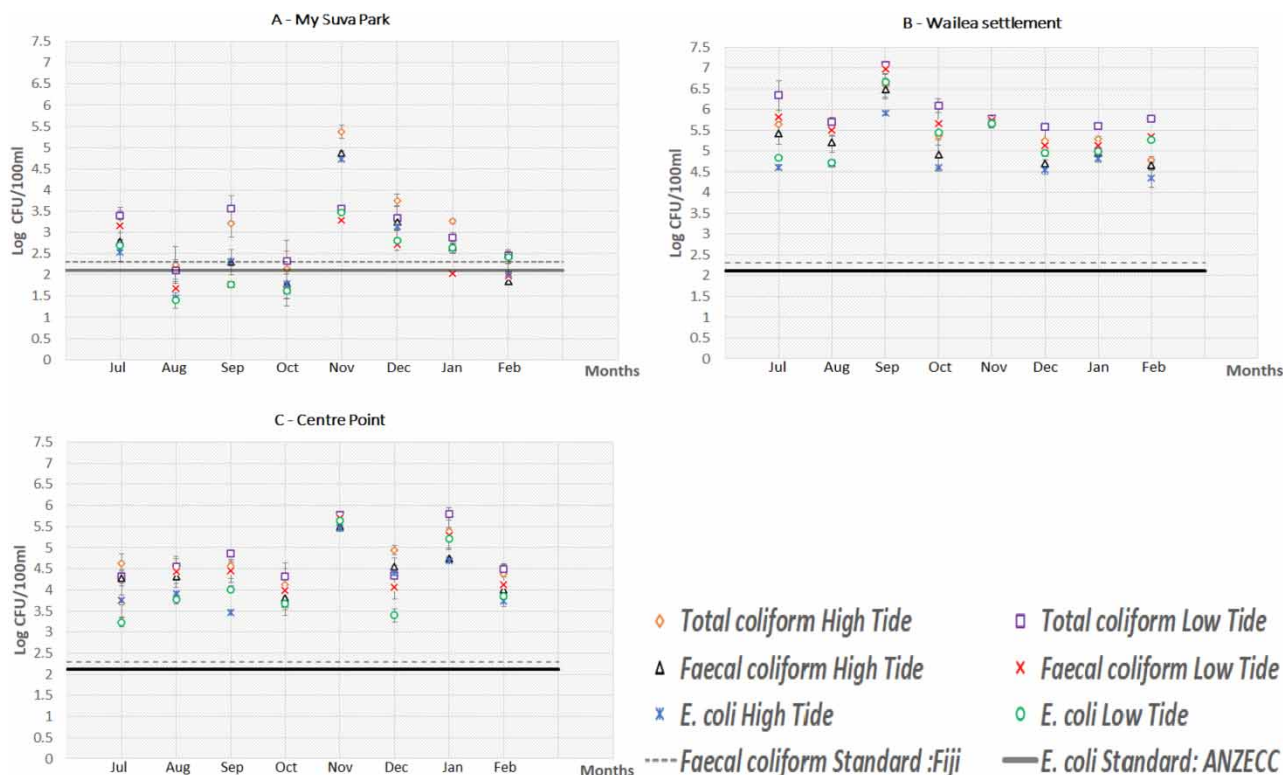 A - My Suva Park
7.5
7
6.5
6
5.5
5
4.5
4
3.5
3
2.5
2
1.5
1
0.5
0
Log CFU/100ml
Jul Aug Sep Oct Nov Dec Jan Feb
Months
B - Wailea settlement
7.5
7
6.5
6
5.5
5
4.5
4
3.5
3
2.5
2
1.5
1
0.5
0
Log CFU/100ml
Jul Aug Sep Oct Nov Dec Jan Feb
Months
C - Centre Point
7.5
7
6.5
6
5.5
5
4.5
4
3.5
3
2.5
2
1.5
1
0.5
0
Log CFU/100ml
Jul Aug Sep Oct Nov Dec Jan Feb
Months
Total coliform High Tide
Total coliform Low Tide
Faecal coliform High Tide
Faecal coliform Low Tide
E. coli High Tide
E. coli Low Tide
Faecal coliform Standard :Fiji
E. coli Standard: ANZECC